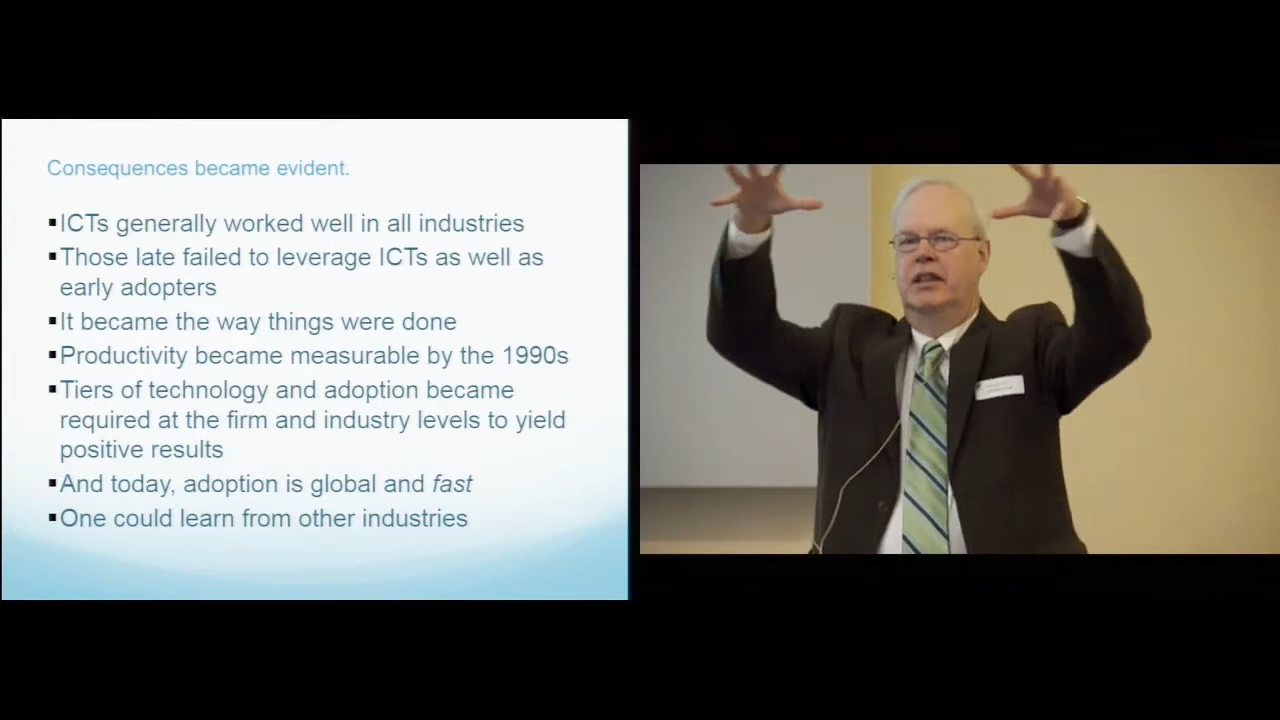 Consequences became evident.
▪ICTs generally worked well in all industries
▪Those late failed to leverage ICTs as well as
early adopters
▪It became the way things were done
▪Productivity became measurable by the 1990s
▪Tiers of technology and adoption became
required at the firm and industry levels to yield
positive results
▪And today, adoption is global and fast
▪One could learn from other industries